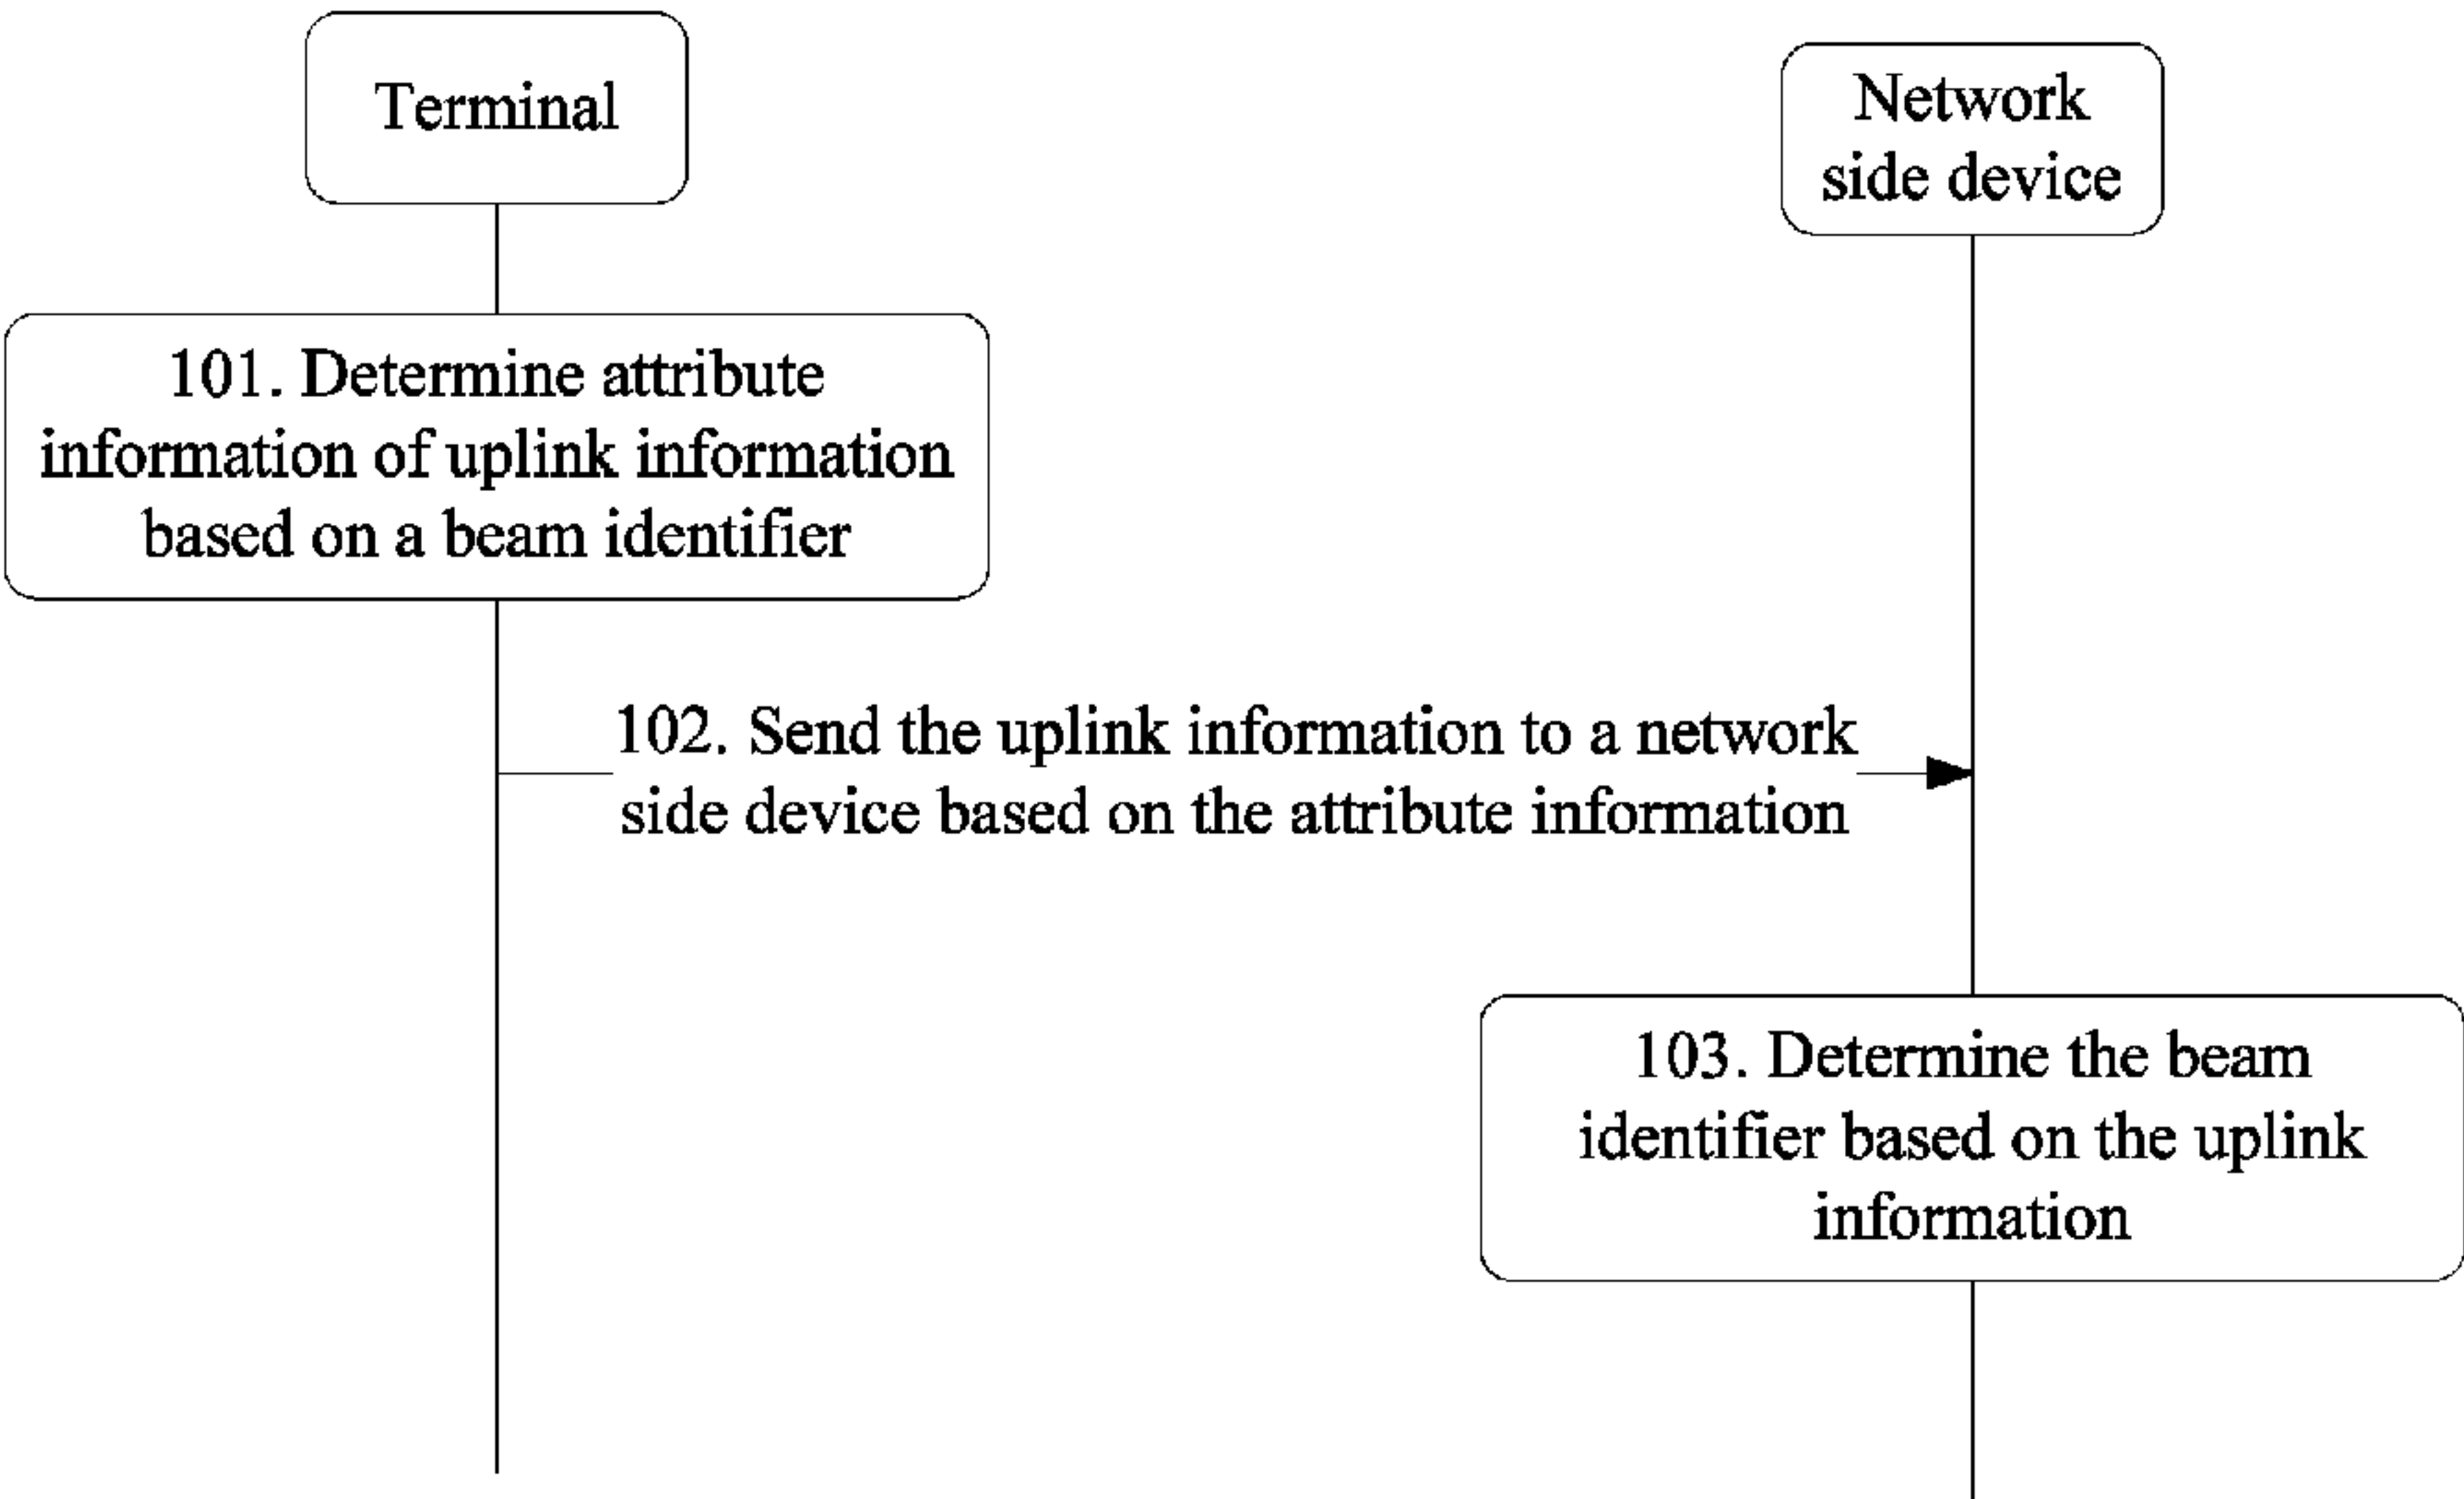 Terminal
Network
side device
101. Determine attribute
information of uplink information
based on a beam identifier
102. Send the uplink information to a network
side device based on the attribute information
103. Determine the beam
identifier based on the uplink
information